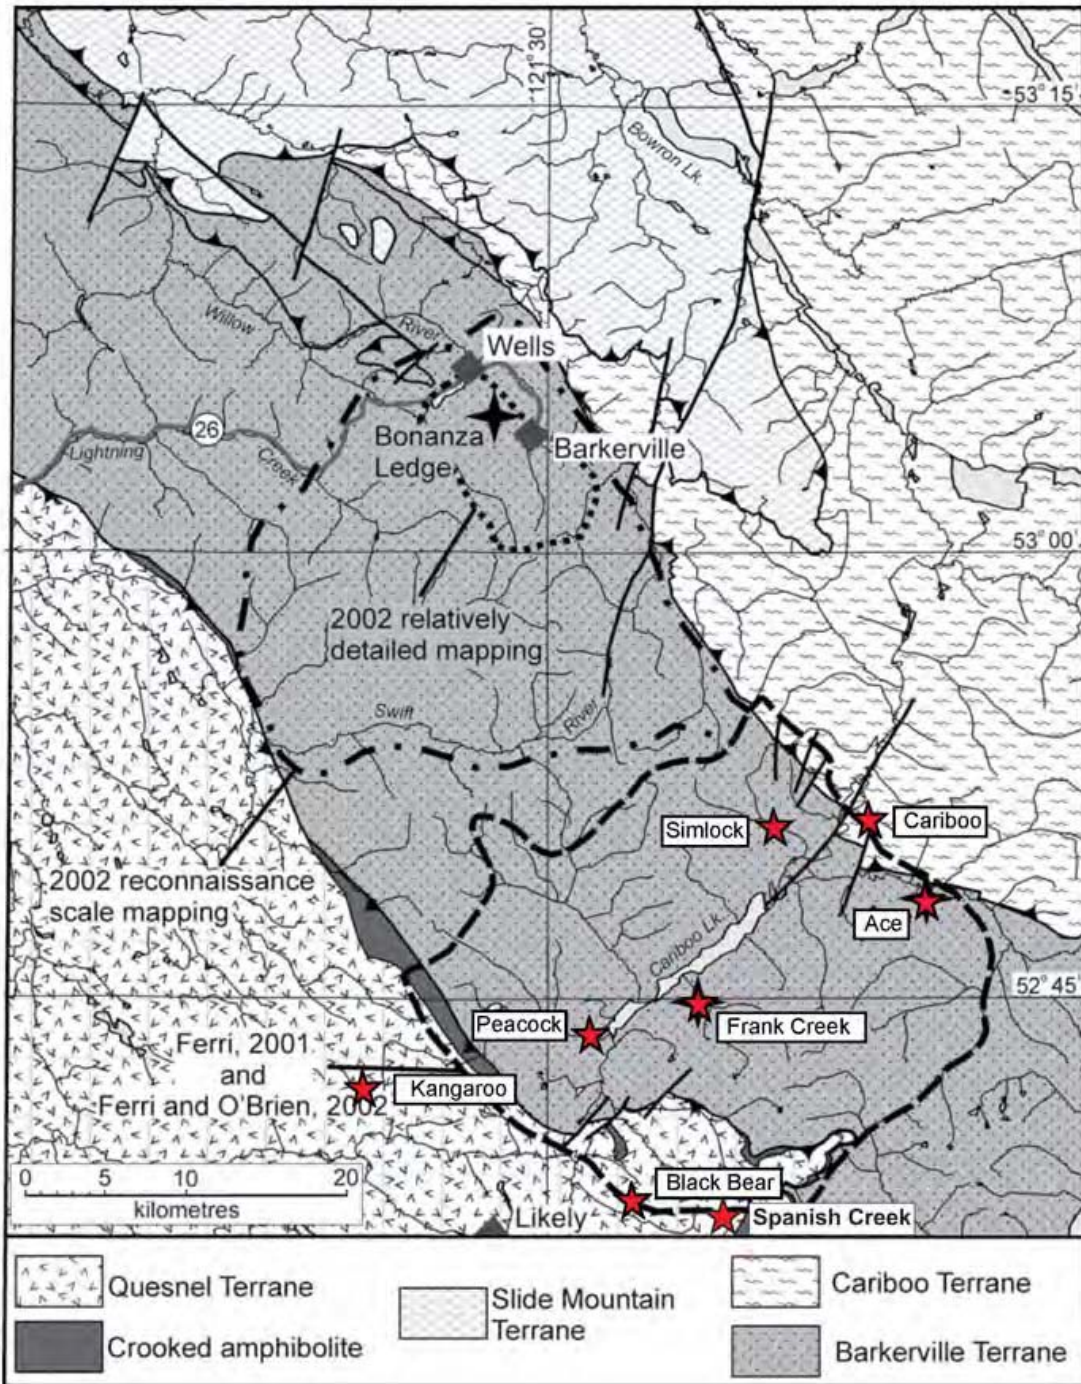 121° 30'
53° 15'
Bowron Lk.
Willow
River
Wells
26
Lightning
Creek
Bonanza
Ledge
Barkerville
53° 00'
2002 relatively
detailed mapping
Swift
River
Simlock
Cariboo
2002 reconnaissance
scale mapping
Ace
Cariboo Lk.
52° 45'
Peacock
Frank Creek
Ferri, 2001
and
Ferri and O'Brien, 2002
Kangaroo
0 5 10 20
kilometres
Black Bear
Likely
Spanish Creek
Quesnel Terrane
Crooked amphibolite
Slide Mountain
Terrane
Cariboo Terrane
Barkerville Terrane